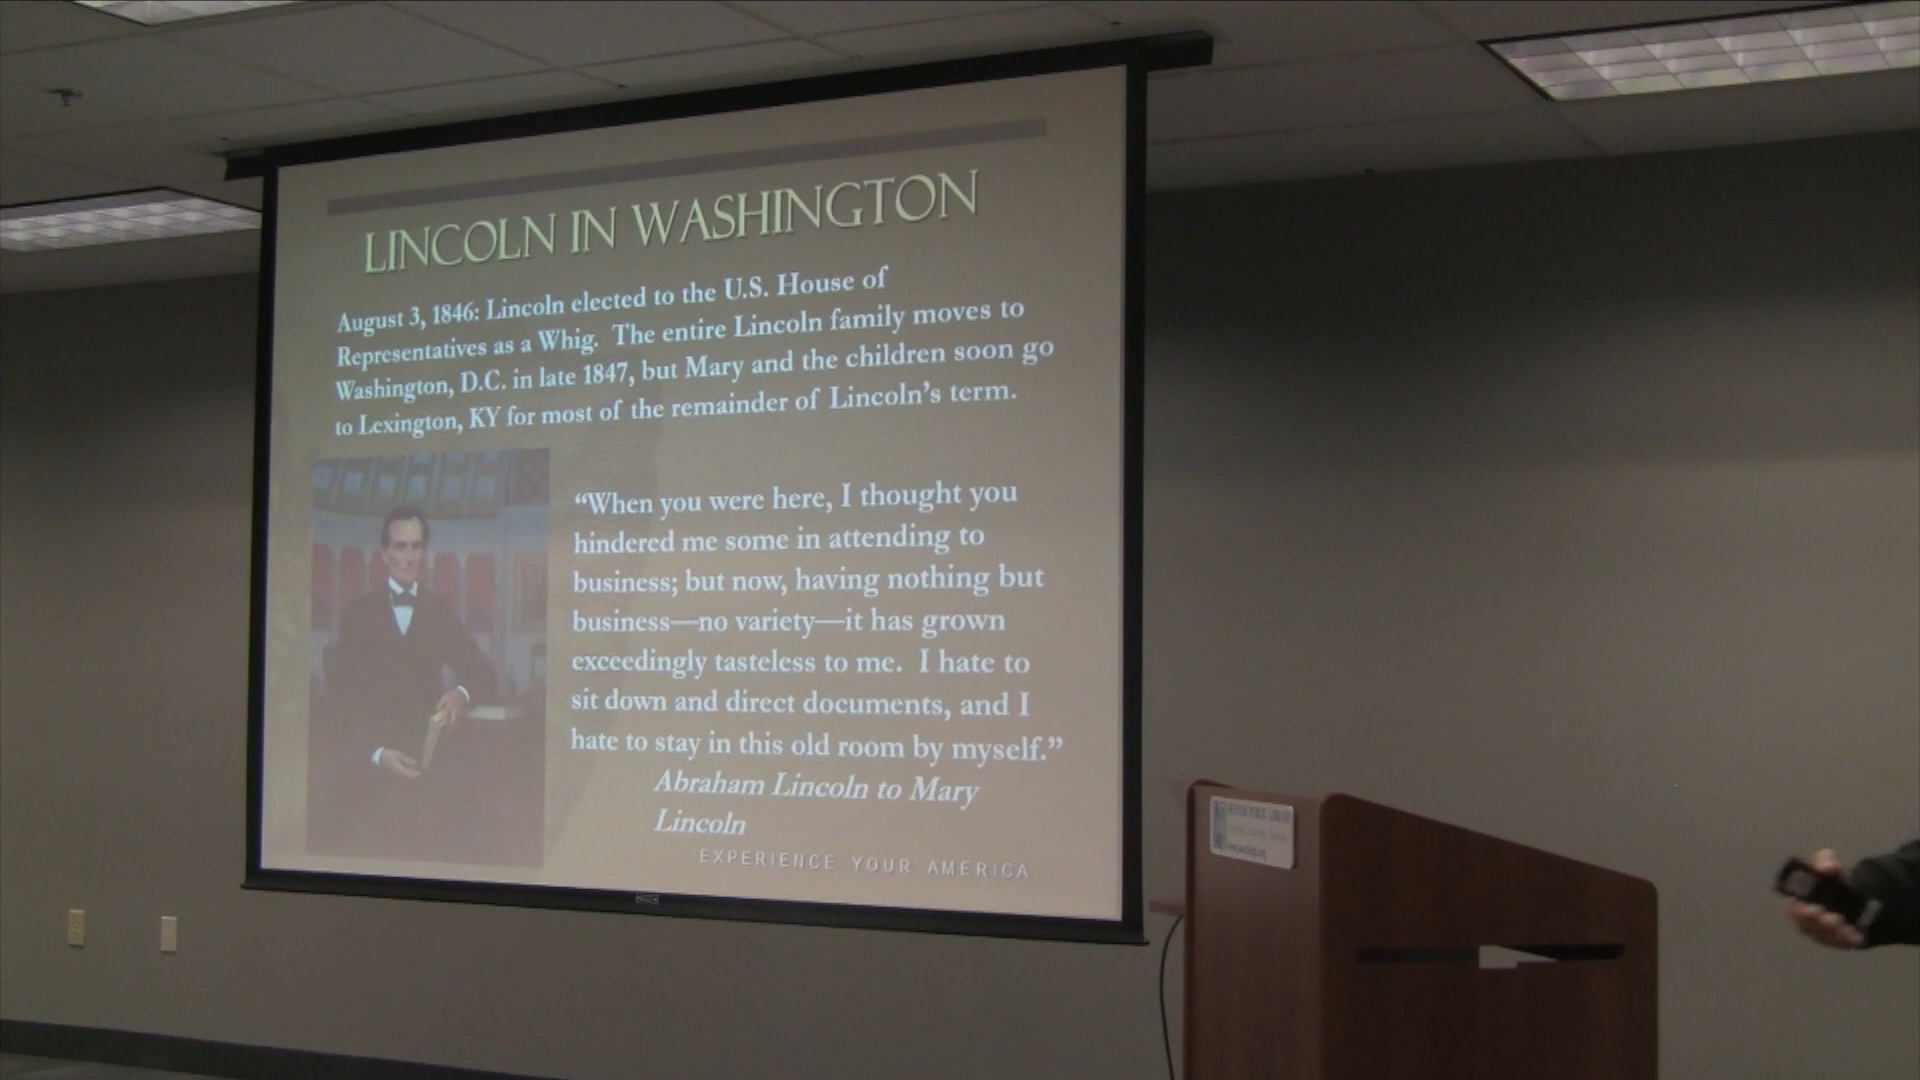 LINCOLN IN WASHINGTON
August 3, 1846: Lincoln elected to the U.S. House of
Representatives as a Whig. The entire Lincoln family moves to
Washington, D.C. in late 1847, but Mary and the children soon go
to Lexington, KY for most of the remainder of Lincoln's term.
“When you were here, I thought you
hindered me some in attending to
business; but now, having nothing but
business—no variety—it has grown
exceedingly tasteless to me. I hate to
sit down and direct documents, and I
hate to stay in this old room by myself.”
Abraham Lincoln to Mary
Lincoln
EXPERIENCE YOUR AMERICA
PUBLIC LIBRARY